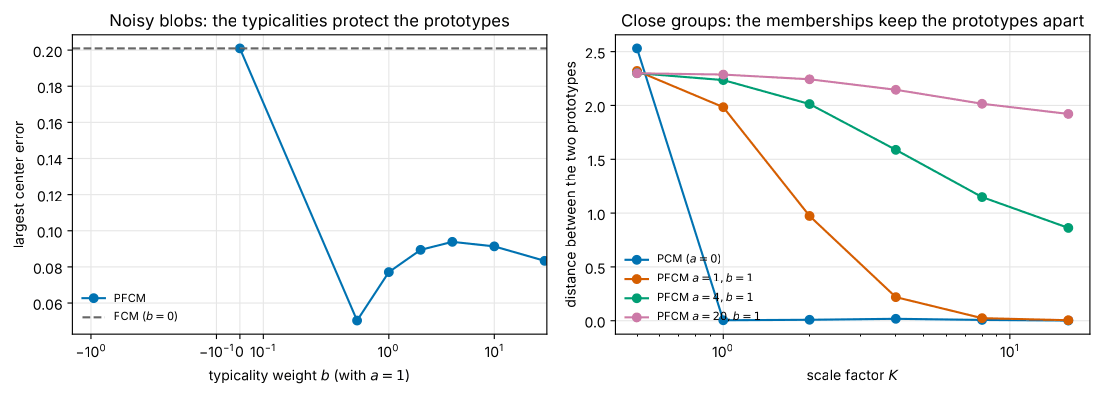 Noisy blobs: the typicalities protect the prototypes
0.20
0.18
0.16
0.14
0.12
0.10
0.08
0.06
largest center error
PFCM
FCM (b = 0)
−10⁰
−10⁻¹
0
10⁻¹
10⁰
10¹
typicality weight b (with a = 1)
Close groups: the memberships keep the prototypes apart
2.5
2.0
1.5
1.0
0.5
0.0
distance between the two prototypes
PCM (a = 0)
PFCM a = 1, b = 1
PFCM a = 4, b = 1
PFCM a = 20, b = 1
10⁰
10¹
scale factor K